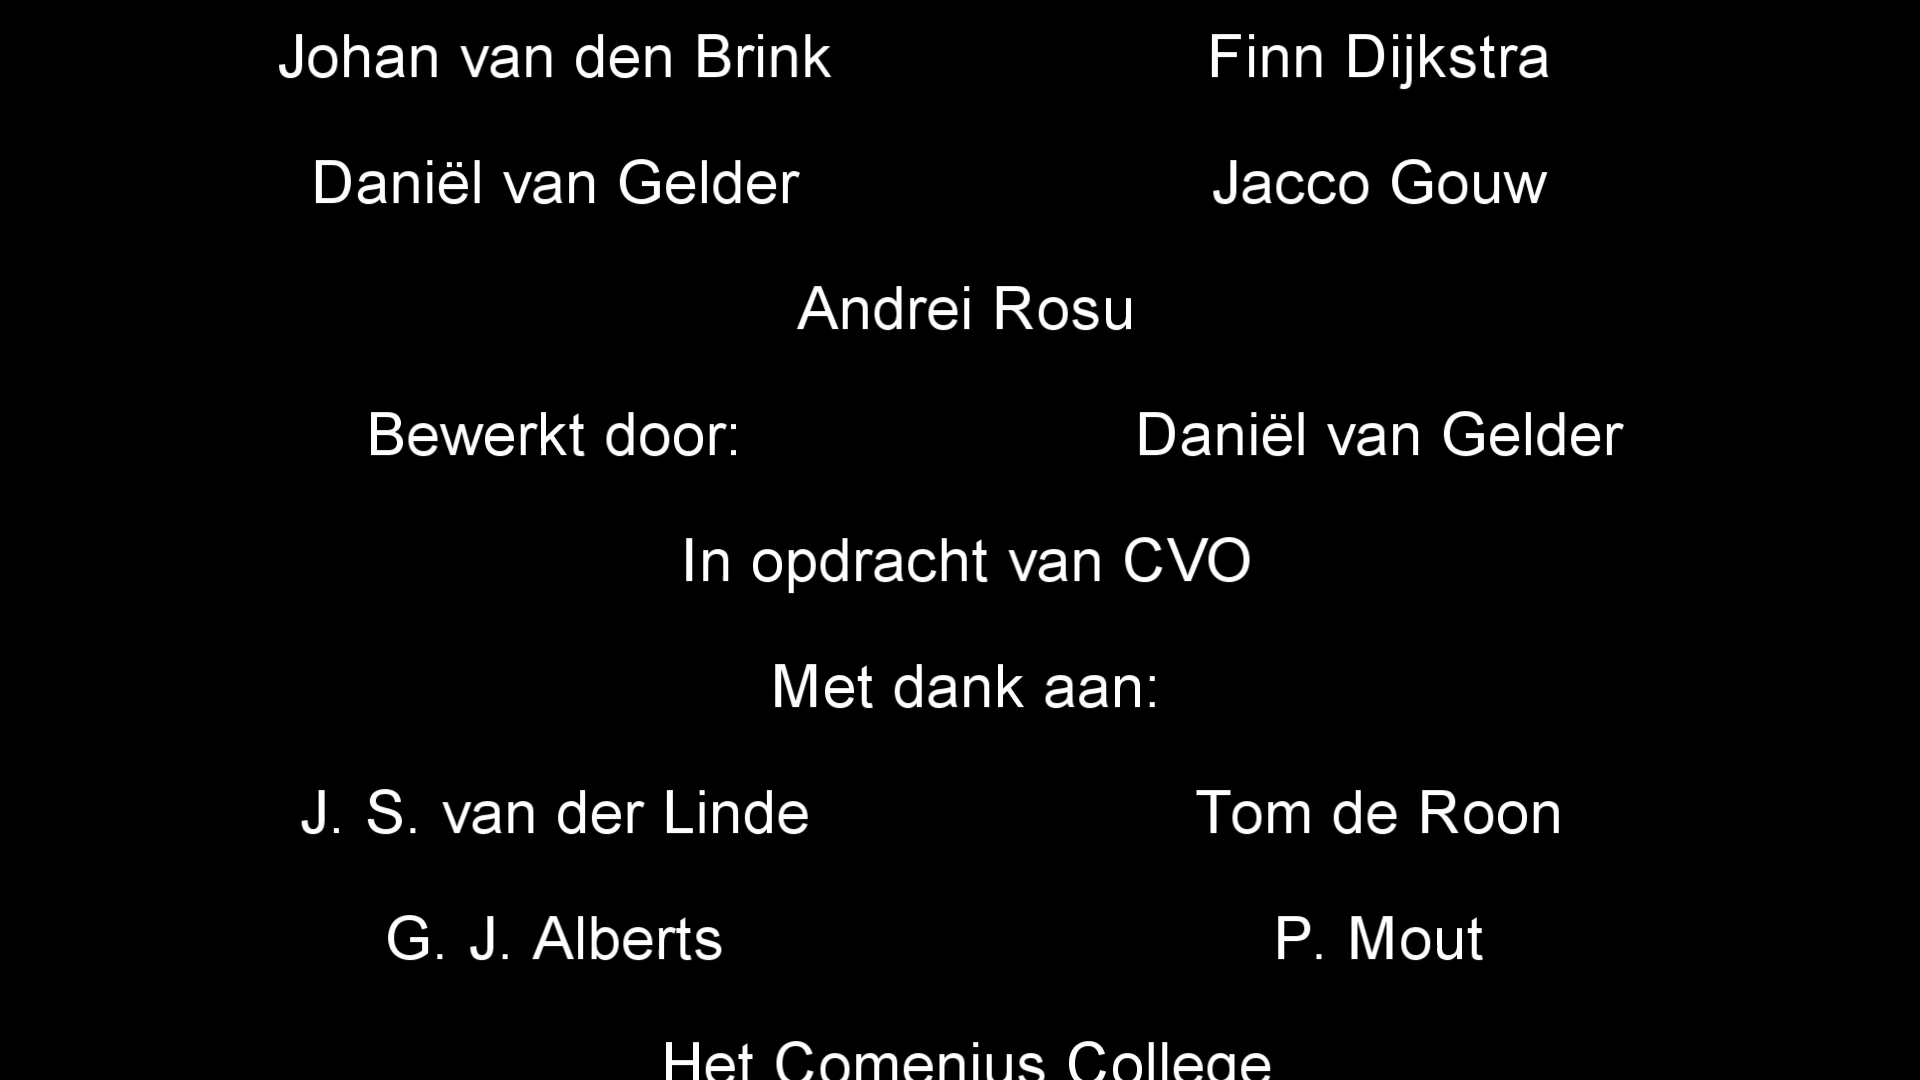 Johan van den Brink Finn Dijkstra
Daniël van Gelder Jacco Gouw
Andrei Rosu
Bewerkt door: Daniël van Gelder
In opdracht van CVO
Met dank aan:
J. S. van der Linde Tom de Roon
G. J. Alberts P. Mout
Het Comenius College